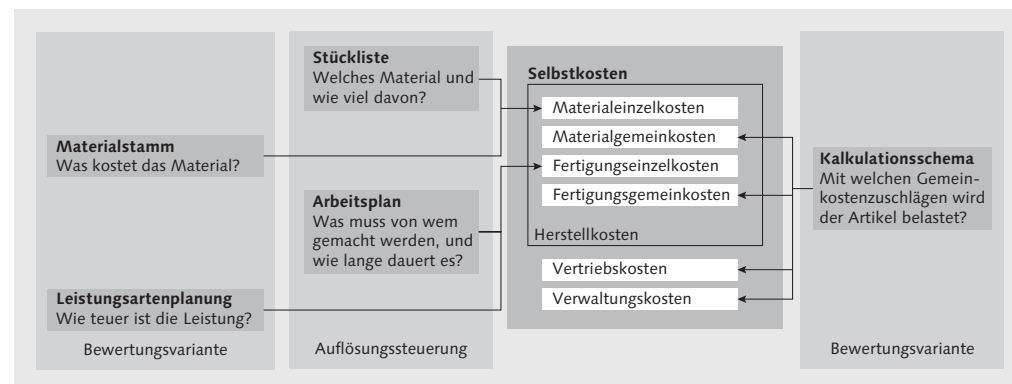 Materialstamm
Was kostet das Material?
Leistungsartenplanung
Wie teuer ist die Leistung?
Bewertungsvariante
Stückliste
Welches Material und
wie viel davon?
Arbeitsplan
Was muss von wem
gemacht werden, und
wie lange dauert es?
Auflösungssteuerung
Selbstkosten
Materialeinzelkosten
Materialgemeinkosten
Fertigungseinzelkosten
Fertigungsgemeinkosten
Herstellkosten
Vertriebskosten
Verwaltungskosten
Kalkulationsschema
Mit welchen Gemein-
kostenzuschlägen wird
der Artikel belastet?
Bewertungsvariante